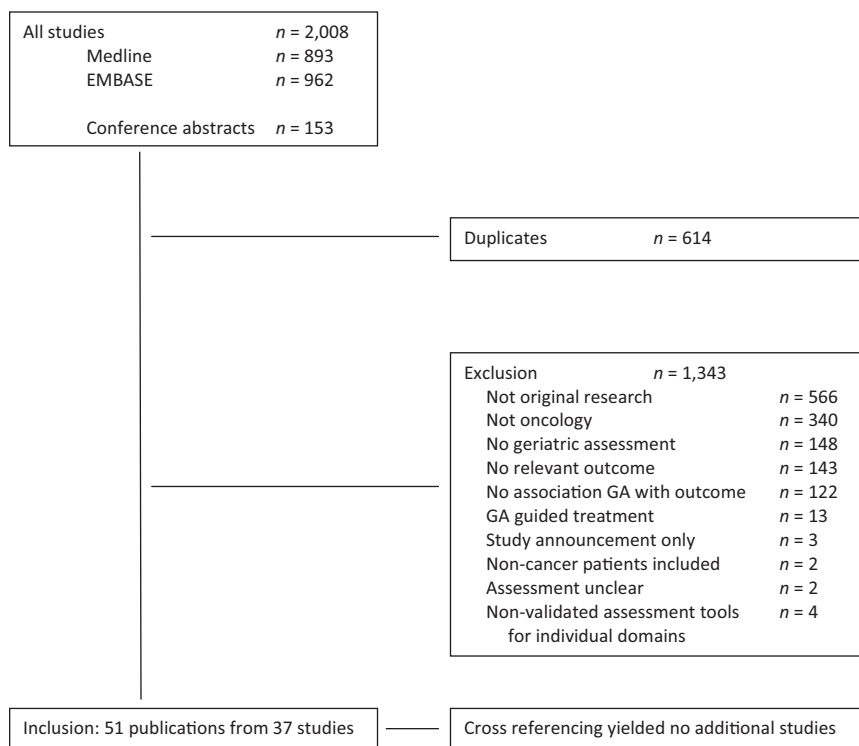 All studies n = 2,008
Medline n = 893
EMBASE n = 962
Conference abstracts n = 153
Duplicates n = 614
Exclusion n = 1,343
Not original research n = 566
Not oncology n = 340
No geriatric assessment n = 148
No relevant outcome n = 143
No association GA with outcome n = 122
GA guided treatment n = 13
Study announcement only n = 3
Non-cancer patients included n = 2
Assessment unclear n = 2
Non-validated assessment tools n = 4
for individual domains
Inclusion: 51 publications from 37 studies
Cross referencing yielded no additional studies